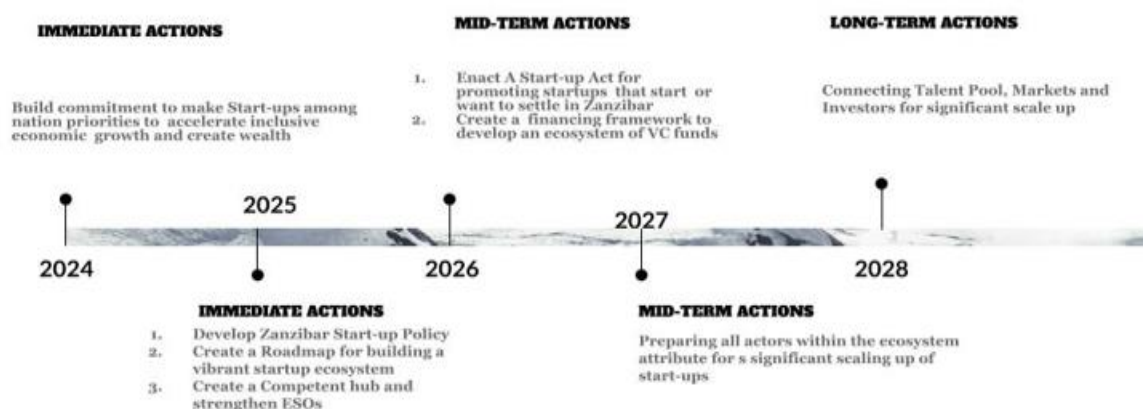 IMMEDIATE ACTIONS
Build commitment to make Start-ups among
nation priorities to accelerate inclusive
economic growth and create wealth
MID-TERM ACTIONS
1. Enact A Start-up Act for
promoting startups that start or
want to settle in Zanzibar
2. Create a financing framework to
develop an ecosystem of VC funds
LONG-TERM ACTIONS
Connecting Talent Pool, Markets and
Investors for significant scale up
2025
2027
2024
2026
2028
IMMEDIATE ACTIONS
1. Develop Zanzibar Start-up Policy
2. Create a Roadmap for building a
vibrant startup ecosystem
3. Create a Competent hub and
strengthen ESOs
MID-TERM ACTIONS
Preparing all actors within the ecosystem
attribute for s significant scaling up of
start-ups